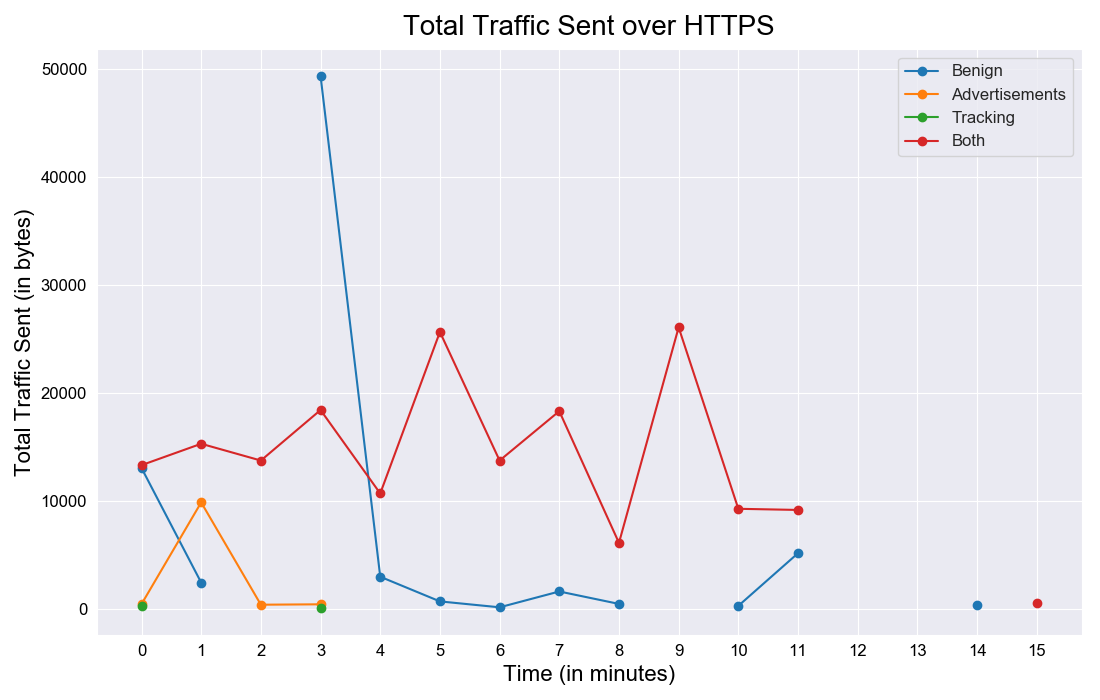 Total Traffic Sent over HTTPS
Benign
Advertisements
Tracking
Both
50000
40000
30000
20000
10000
0
Total Traffic Sent (in bytes)
0 1 2 3 4 5 6 7 8 9 10 11 12 13 14 15
Time (in minutes)